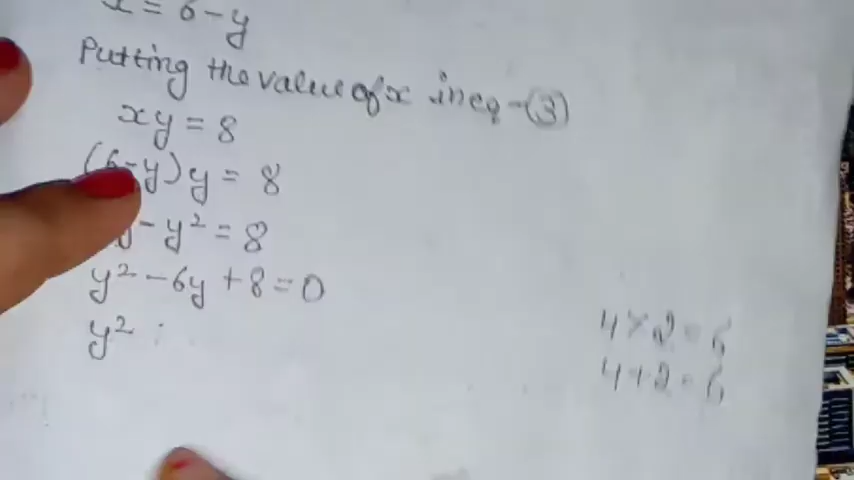 x = 6-y
Putting the value of x in eq-(3)
xy = 8
(6-y)y = 8
y-y² = 8
y²-6y+8=0
y²
4×2=6
4+2=6